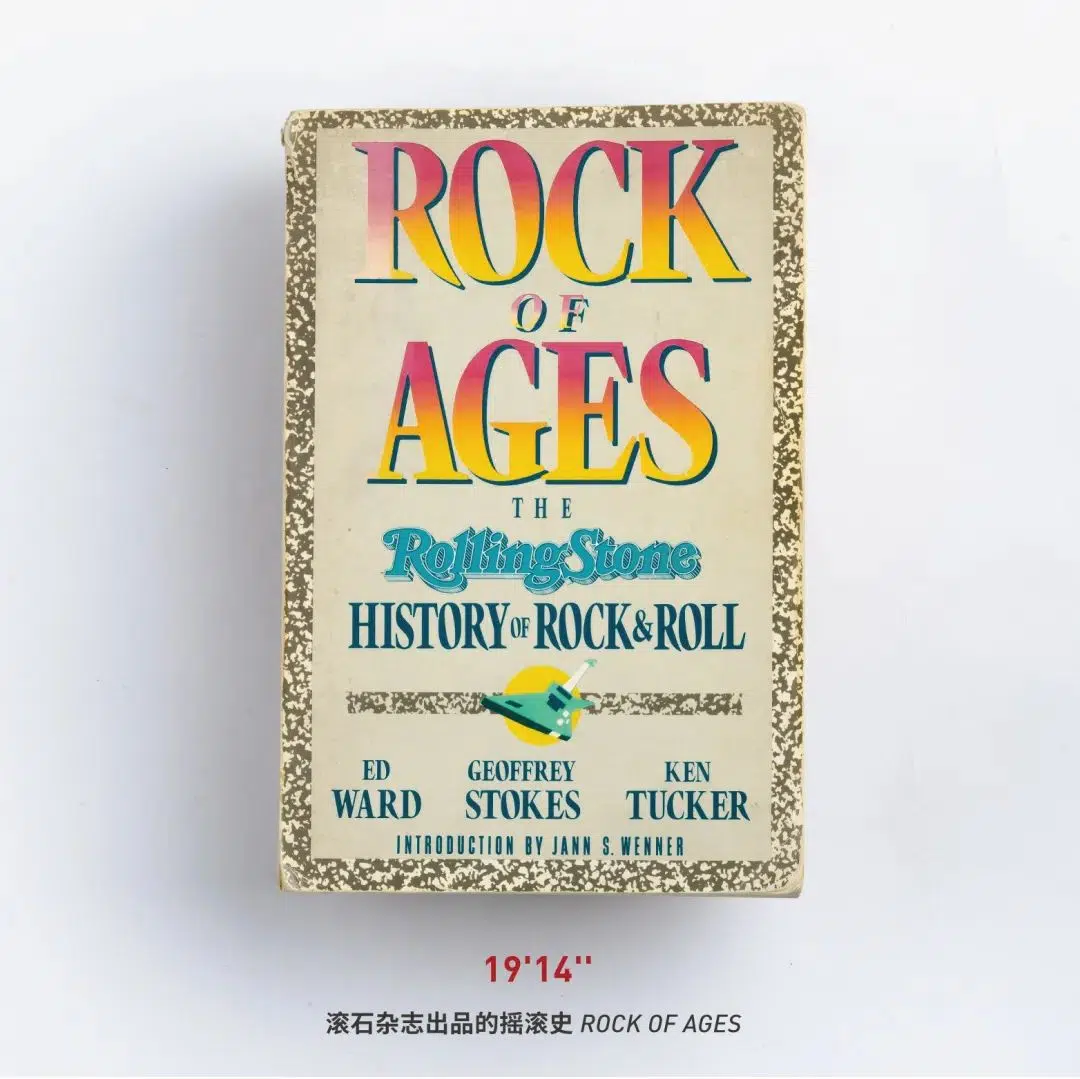 ROCK
OF
AGES
THE
RollingStone
HISTORY OF ROCK & ROLL
ED WARD
GEOFFREY STOKES
KEN TUCKER
INTRODUCTION BY JANN S. WENNER
19'14''
滚石杂志出品的摇滚史 ROCK OF AGES